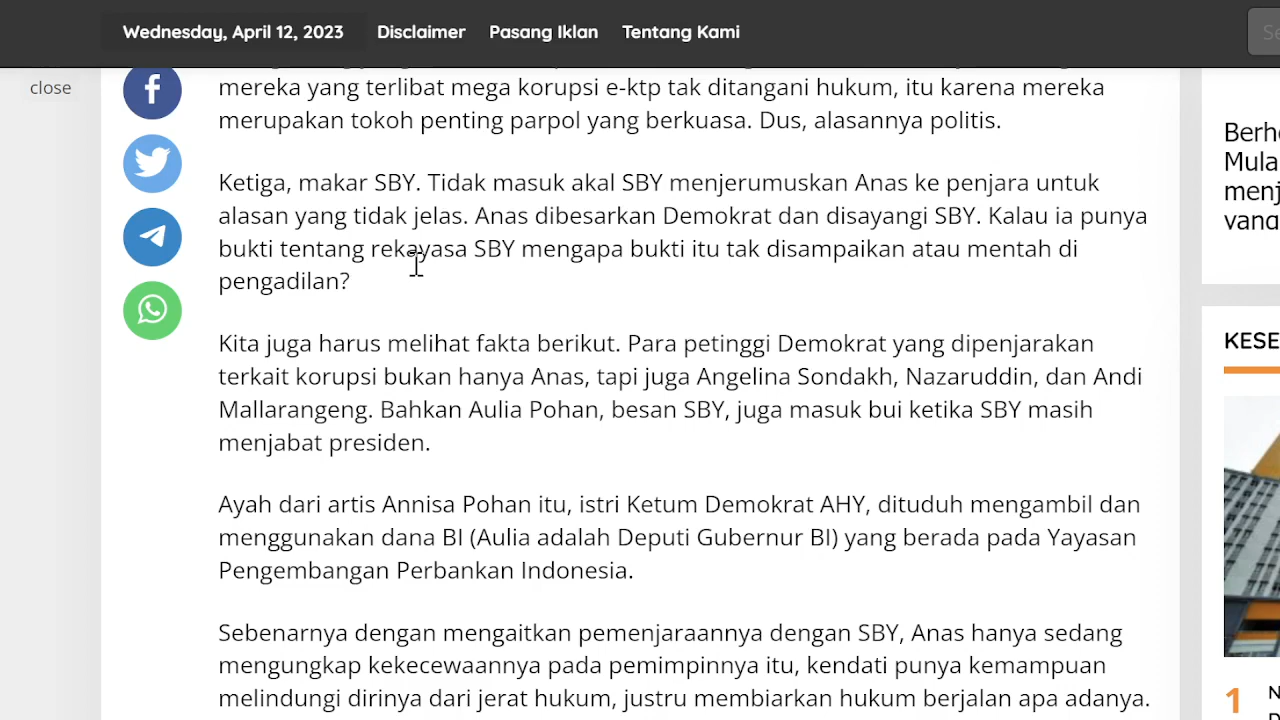 Wednesday, April 12, 2023 Disclaimer Pasang Iklan Tentang Kami
close
mereka yang terlibat mega korupsi e-ktp tak ditangani hukum, itu karena mereka
merupakan tokoh penting parpol yang berkuasa. Dus, alasannya politis.
Ketiga, makar SBY. Tidak masuk akal SBY menjerumuskan Anas ke penjara untuk
alasan yang tidak jelas. Anas dibesarkan Demokrat dan disayangi SBY. Kalau ia punya
bukti tentang rekayasa SBY mengapa bukti itu tak disampaikan atau mentah di
pengadilan?
Kita juga harus melihat fakta berikut. Para petinggi Demokrat yang dipenjarakan
terkait korupsi bukan hanya Anas, tapi juga Angelina Sondakh, Nazaruddin, dan Andi
Mallarangeng. Bahkan Aulia Pohan, besan SBY, juga masuk bui ketika SBY masih
menjabat presiden.
Ayah dari artis Annisa Pohan itu, istri Ketum Demokrat AHY, dituduh mengambil dan
menggunakan dana BI (Aulia adalah Deputi Gubernur BI) yang berada pada Yayasan
Pengembangan Perbankan Indonesia.
Sebenarnya dengan mengaitkan pemenjaraannya dengan SBY, Anas hanya sedang
mengungkap kekecewaannya pada pemimpinnya itu, kendati punya kemampuan
melindungi dirinya dari jerat hukum, justru membiarkan hukum berjalan apa adanya.
Mula
KESE
1